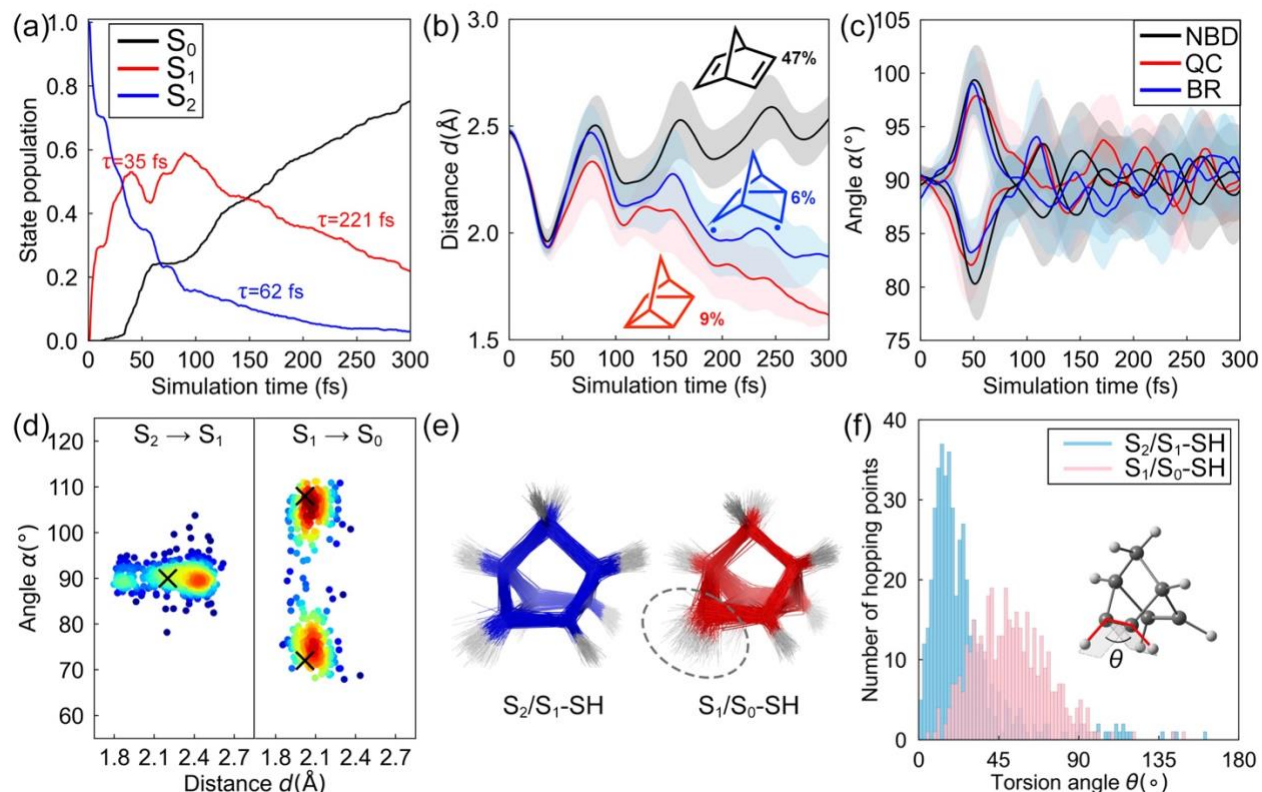 (a)
State population
1.0
0.8
0.6
0.4
0.2
0.0
S₀
S₁
S₂
τ=35 fs
τ=221 fs
τ=62 fs
0 50 100 150 200 250 300
Simulation time (fs)
(b)
Distance d(Å)
3.0
2.5
2.0
1.5
47%
6%
9%
0 50 100 150 200 250 300
Simulation time (fs)
(c)
Angle α(°)
105
100
95
90
85
80
75
NBD
QC
BR
0 50 100 150 200 250 300
Simulation time (fs)
(d)
S₂ → S₁
S₁ → S₀
Angle α(°)
120
110
100
90
80
70
60
1.8 2.1 2.4 2.7 1.8 2.1 2.4 2.7
Distance d(Å)
(e)
S₂/S₁-SH
S₁/S₀-SH
(f)
Number of hopping points
40
30
20
10
0
S₂/S₁-SH
S₁/S₀-SH
θ
0 45 90 135 180
Torsion angle θ(∘)